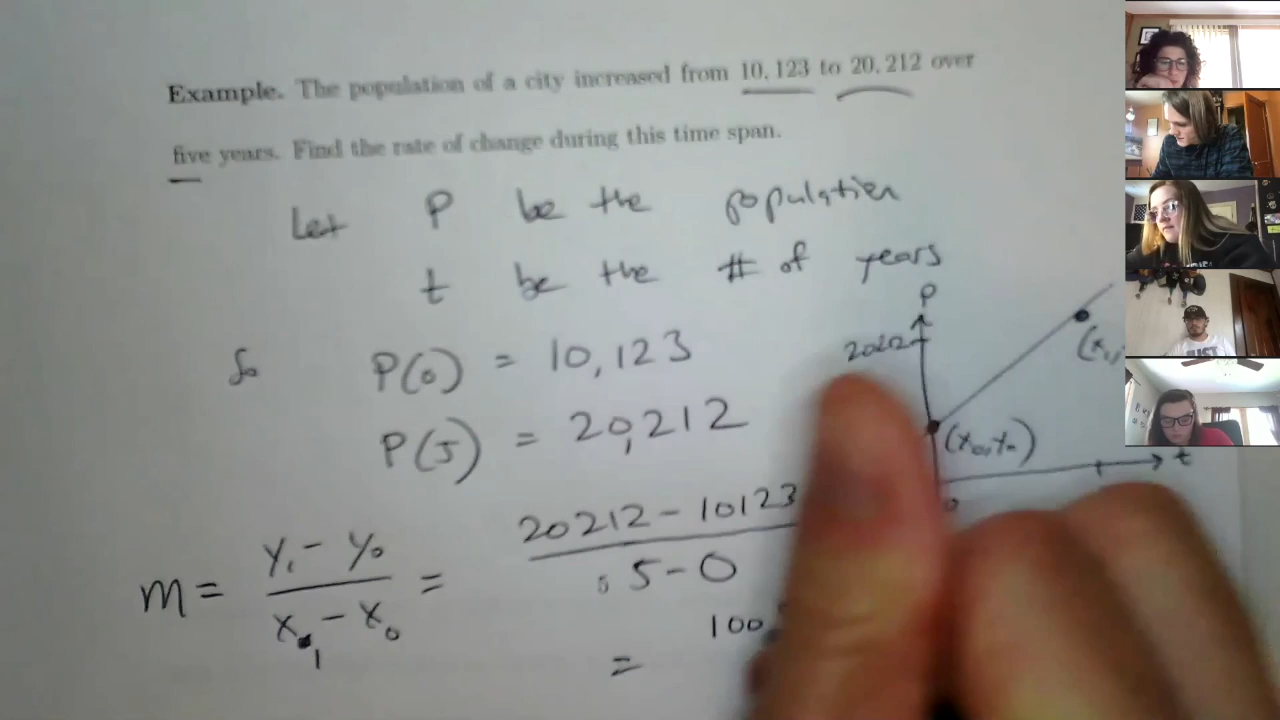 Example. The population of a city increased from 10, 123 to 20, 212 over
five years. Find the rate of change during this time span.
Let P be the population
t be the # of years
So P(0) = 10,123
P(5) = 20,212
P
(x₀,y₀)
t
m = y₁ - y₀ / x₁ - x₀ = 20212 - 10123 / 5 - 0
= 100